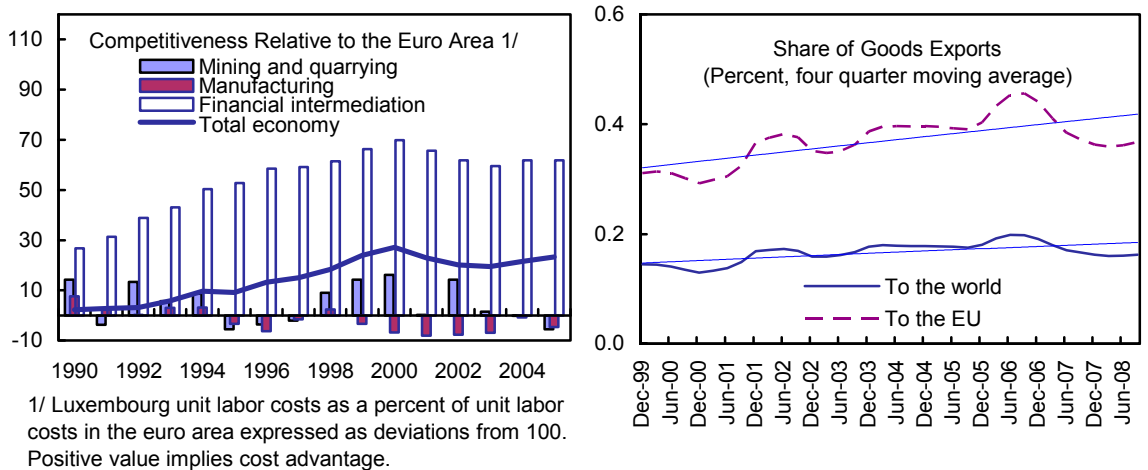 Competitiveness Relative to the Euro Area 1/
Mining and quarrying
Manufacturing
Financial intermediation
Total economy
110
90
70
50
30
10
-10
1990 1992 1994 1996 1998 2000 2002 2004
1/ Luxembourg unit labor costs as a percent of unit labor
costs in the euro area expressed as deviations from 100.
Positive value implies cost advantage.
Share of Goods Exports
(Percent, four quarter moving average)
0.6
0.4
0.2
0.0
To the world
To the EU
Dec-99
Jun-00
Dec-00
Jun-01
Dec-01
Jun-02
Dec-02
Jun-03
Dec-03
Jun-04
Dec-04
Jun-05
Dec-05
Jun-06
Dec-06
Jun-07
Dec-07
Jun-08